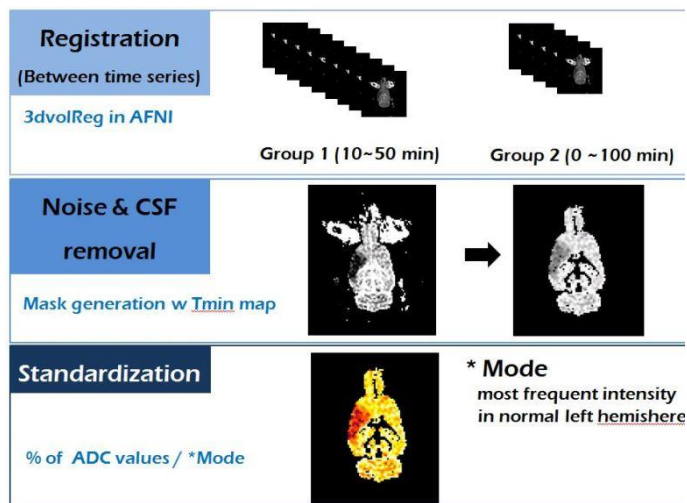 Registration
(Between time series)
3dvolReg in AFNI
Group 1 (10~50 min)
Group 2 (0 ~100 min)
Noise & CSF
removal
Mask generation w Tmin map
Standardization
% of ADC values / *Mode
* Mode
most frequent intensity
in normal left hemishere